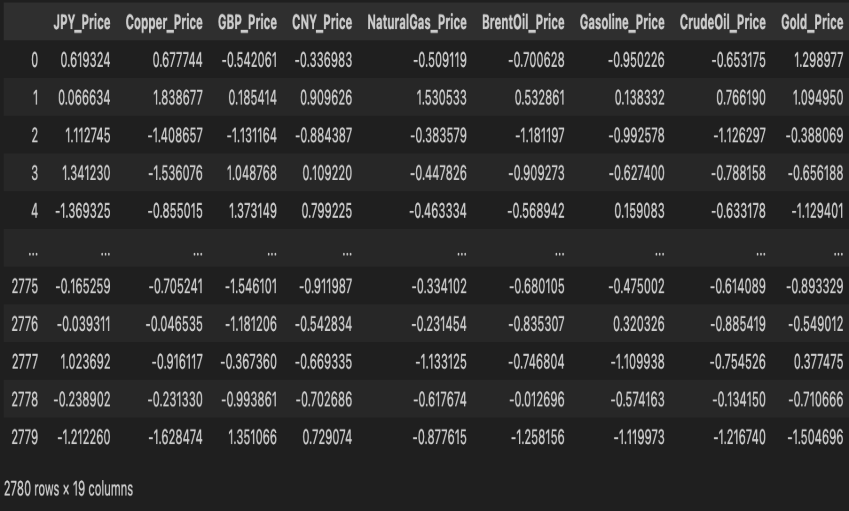 JPY_Price Copper_Price GBP_Price CNY_Price NaturalGas_Price BrentOil_Price Gasoline_Price CrudeOil_Price Gold_Price
0 0.619324 0.677744 -0.542061 -0.336983 -0.509119 -0.700628 -0.950226 -0.653175 1.298977
1 0.066634 1.838677 0.185414 0.909626 1.530533 0.532861 0.138332 0.766190 1.094950
2 1.112745 -1.408657 -1.131164 -0.884387 -0.383579 -1.181197 -0.992578 -1.126297 -0.388069
3 1.341230 -1.536076 1.048768 0.109220 -0.447826 -0.909273 -0.627400 -0.788158 -0.656188
4 -1.369325 -0.855015 1.373149 0.799225 -0.463334 -0.568942 0.159083 -0.633178 -1.129401
... ... ... ... ... ... ... ... ... ...
2775 -0.165259 -0.705241 -1.546101 -0.911987 -0.334102 -0.680105 -0.475002 -0.614089 -0.893329
2776 -0.039311 -0.046535 -1.181206 -0.542834 -0.231454 -0.835307 0.320326 -0.885419 -0.549012
2777 1.023692 -0.916117 -0.367360 -0.669335 -1.133125 -0.746804 -1.109938 -0.754526 0.377475
2778 -0.238902 -0.231330 -0.993861 -0.702686 -0.617674 -0.012696 -0.574163 -0.134150 -0.710666
2779 -1.212260 -1.628474 1.351066 0.729074 -0.877615 -1.258156 -1.119973 -1.216740 -1.504696
2780 rows × 19 columns